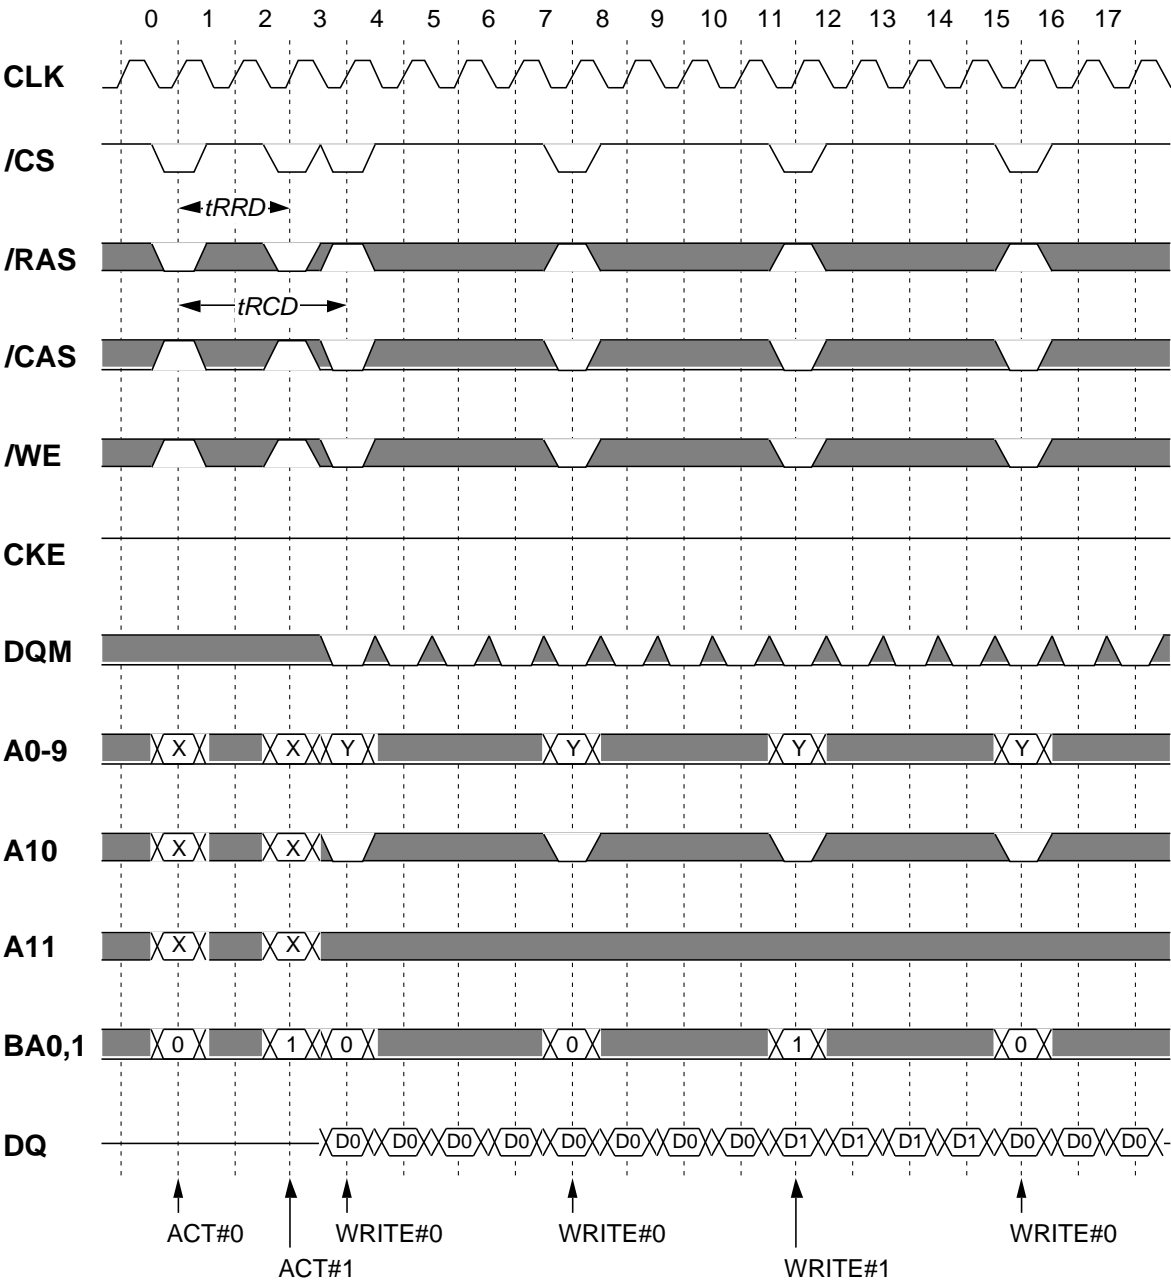 0 1 2 3 4 5 6 7 8 9 10 11 12 13 14 15 16 17
CLK
/CS
tRRD
/RAS
tRCD
/CAS
/WE
CKE
DQM
A0-9 X X Y Y Y Y
A10 X X
A11 X X
BA0,1 0 1 0 0 1 0
DQ D0 D0 D0 D0 D0 D0 D0 D0 D1 D1 D1 D1 D0 D0 D0
ACT#0 WRITE#0 WRITE#0 WRITE#0
ACT#1 WRITE#1